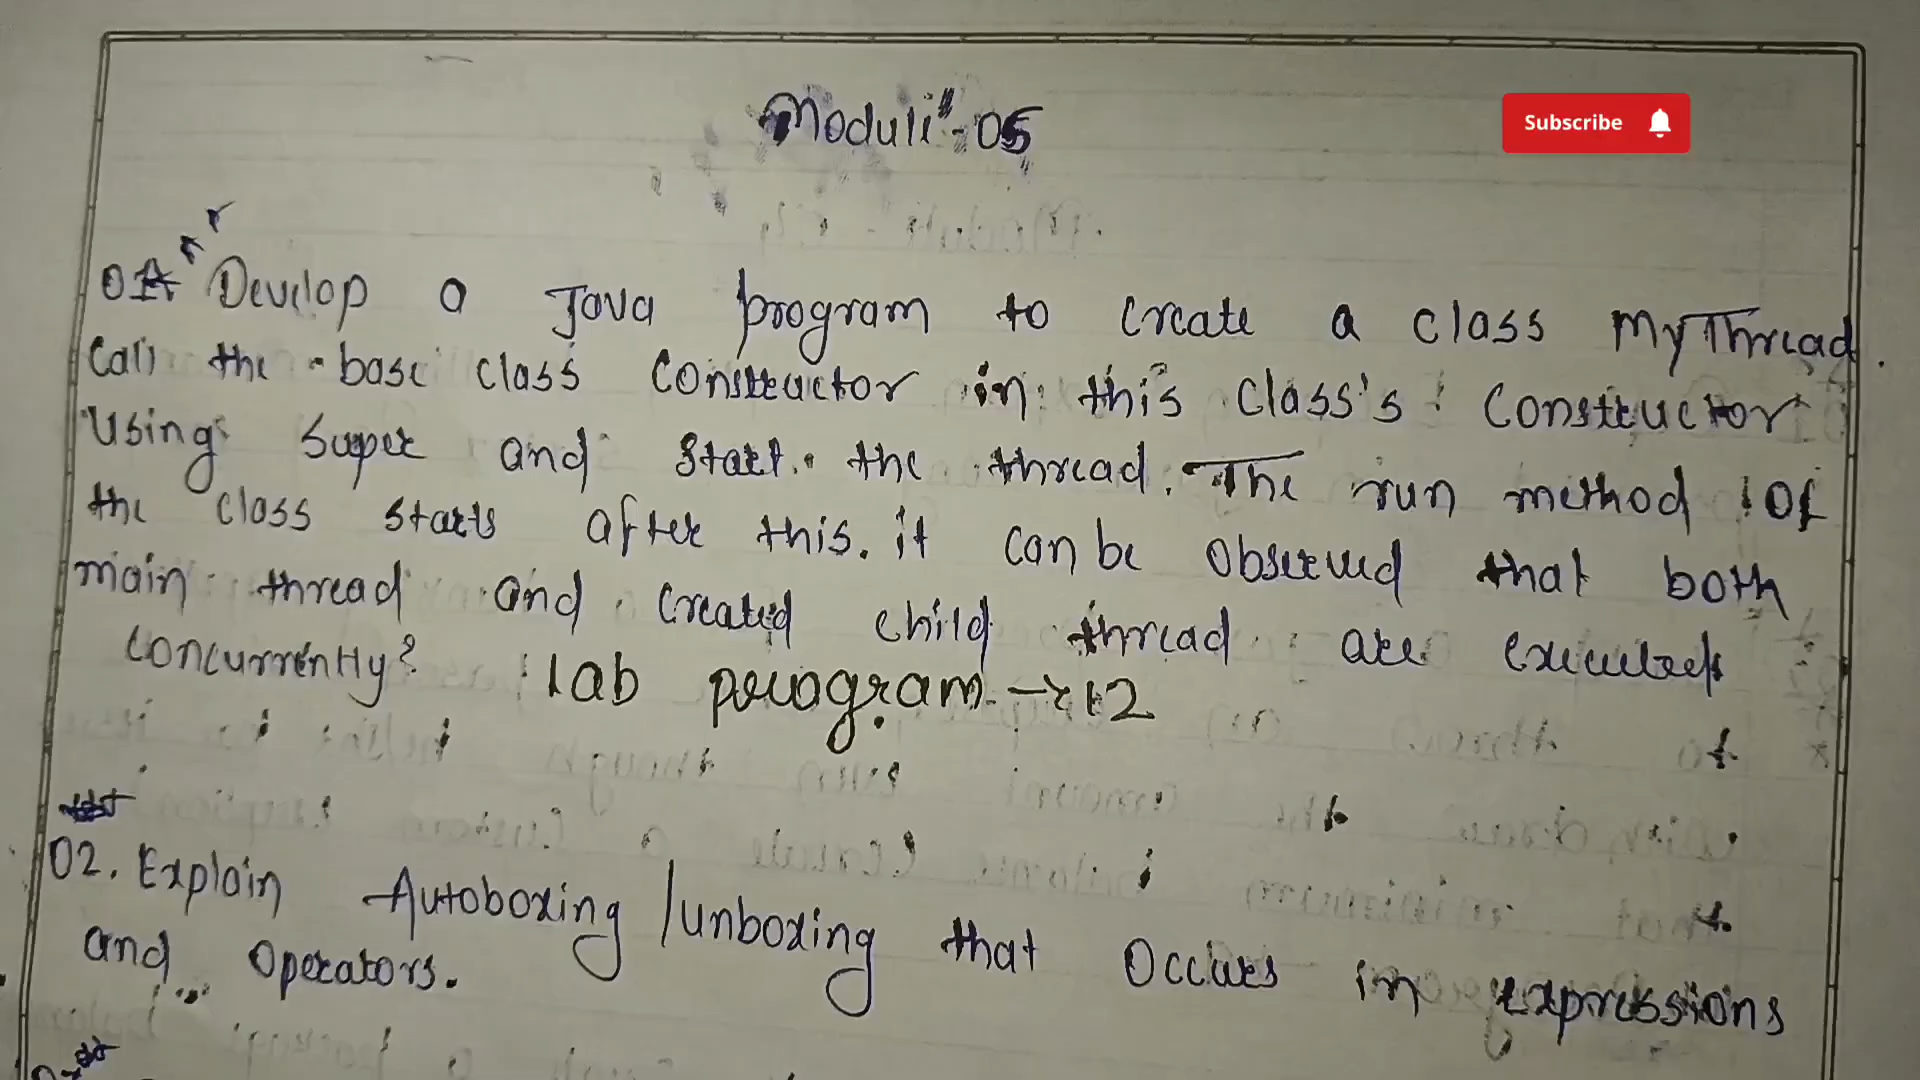 Moduli - 05
Subscribe
01 Develop a Java program to create a class MyThread.
Call the base class Constructor in this Class's Constructor
Using Super and Start the thread. The run method Of
the class starts after this. it can be Observed that both
main thread and Created child thread are executed
Concurrently?
lab program → 12
02. Explain Autoboxing / unboxing that Occurs in expressions
and Operators.